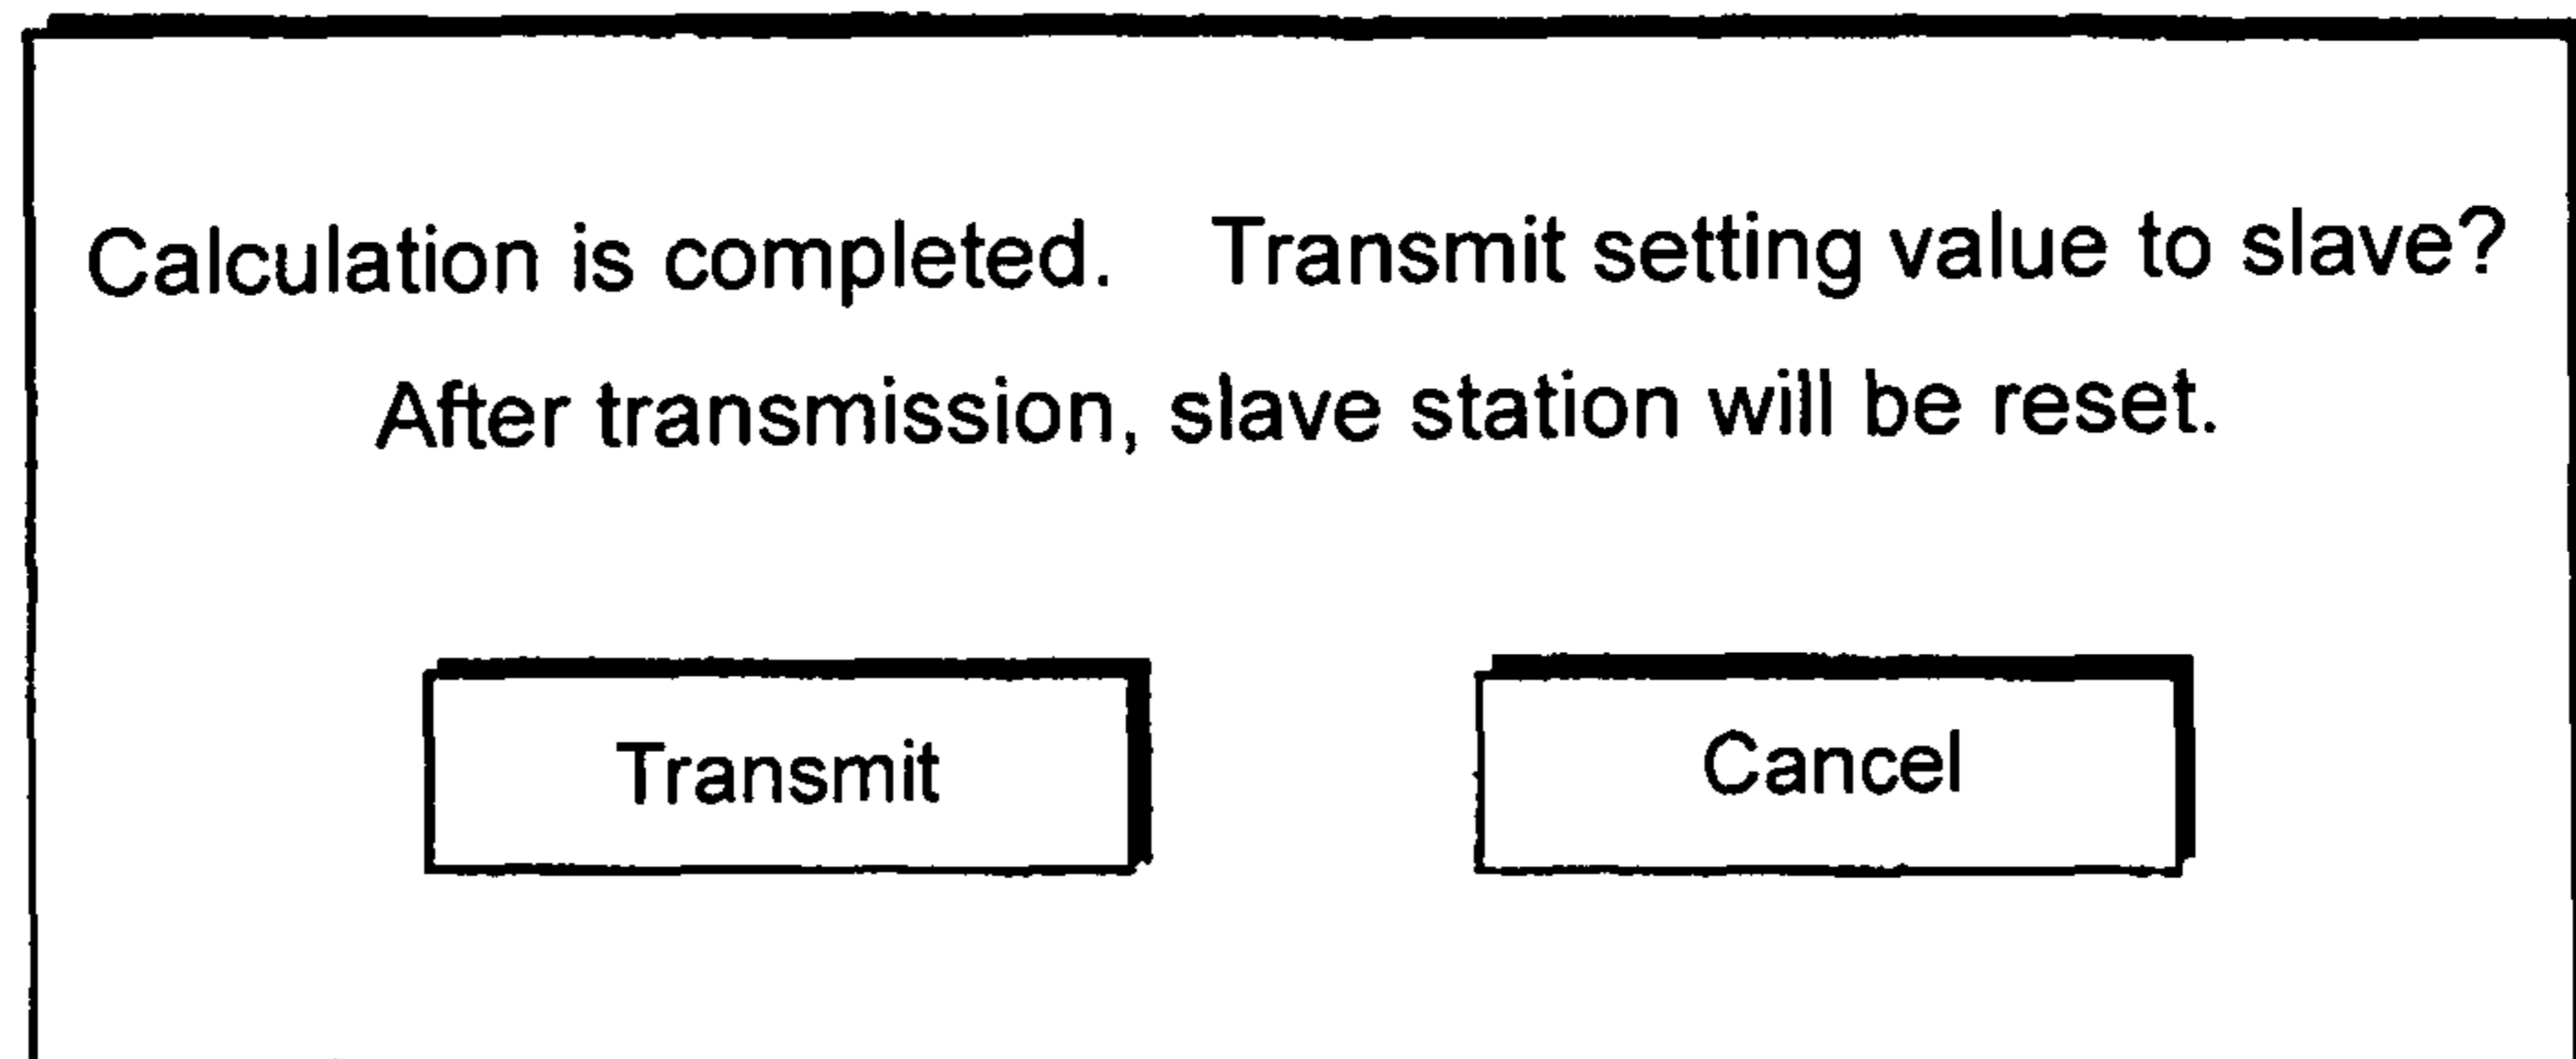 Calculation is completed. Transmit setting value to slave?
After transmission, slave station will be reset.
Transmit
Cancel